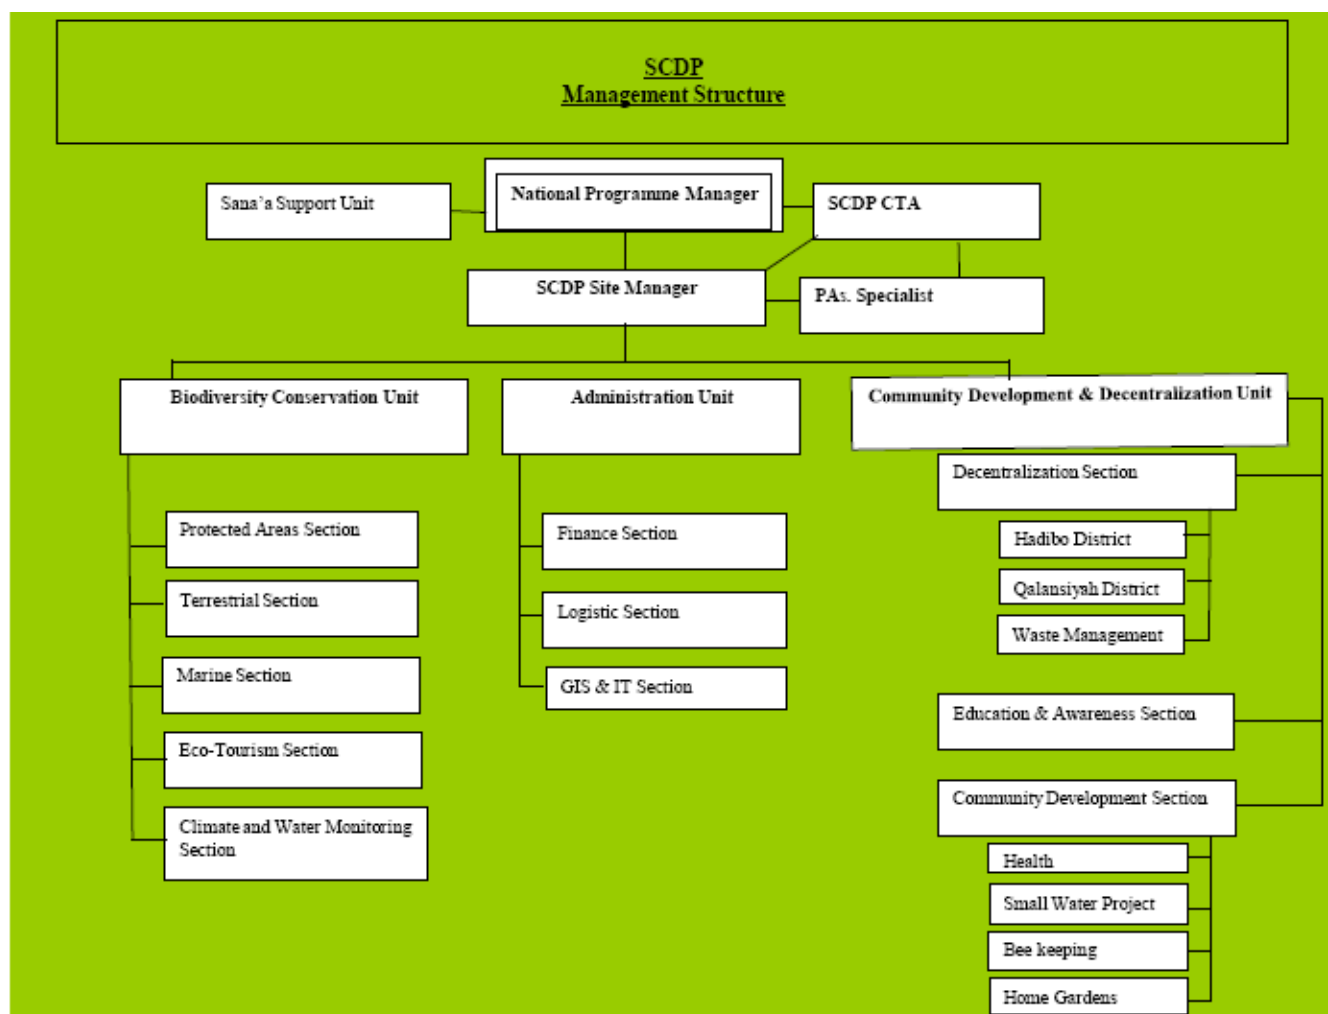 SCDP
Management Structure
Sana'a Support Unit
National Programme Manager
SCDP CTA
SCDP Site Manager
PAs. Specialist
Biodiversity Conservation Unit
Administration Unit
Community Development & Decentralization Unit
Protected Areas Section
Terrestrial Section
Marine Section
Eco-Tourism Section
Climate and Water Monitoring
Section
Finance Section
Logistic Section
GIS & IT Section
Decentralization Section
Hadibo District
Qalansiyah District
Waste Management
Education & Awareness Section
Community Development Section
Health
Small Water Project
Bee keeping
Home Gardens